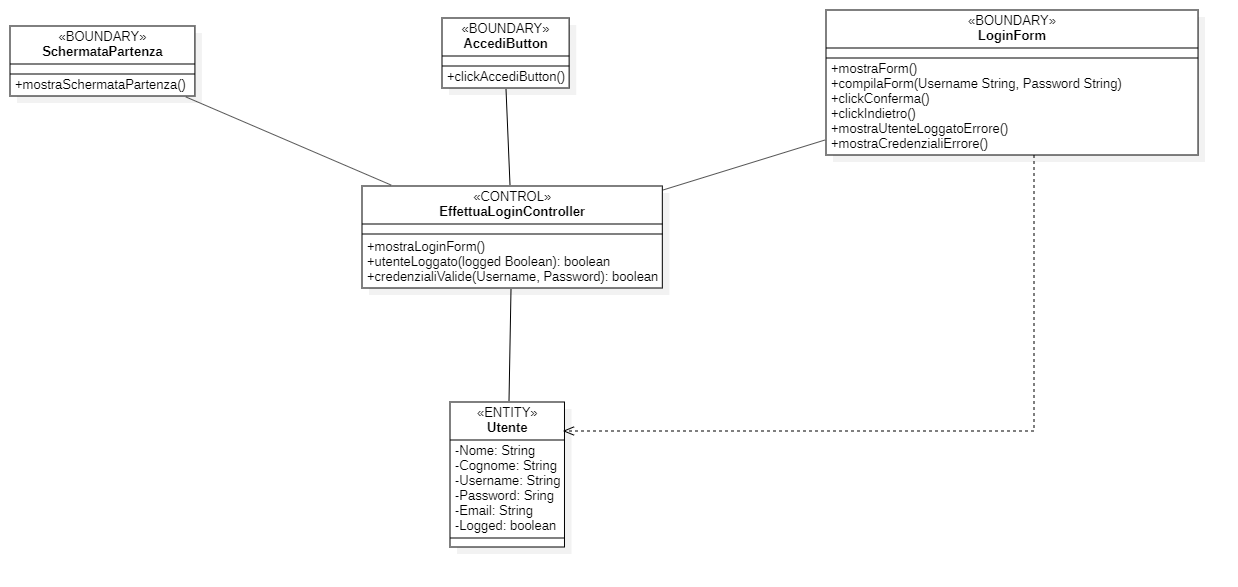 «BOUNDARY»
SchermataPartenza
+mostraSchermataPartenza()
«BOUNDARY»
AccediButton
+clickAccediButton()
«BOUNDARY»
LoginForm
+mostraForm()
+compilaForm(Username String, Password String)
+clickConferma()
+clickIndietro()
+mostraUtenteLoggatoErrore()
+mostraCredenzialiErrore()
«CONTROL»
EffettuaLoginController
+mostraLoginForm()
+utenteLoggato(logged Boolean): boolean
+credenzialiValide(Username, Password): boolean
«ENTITY»
Utente
-Nome: String
-Cognome: String
-Username: String
-Password: Sring
-Email: String
-Logged: boolean